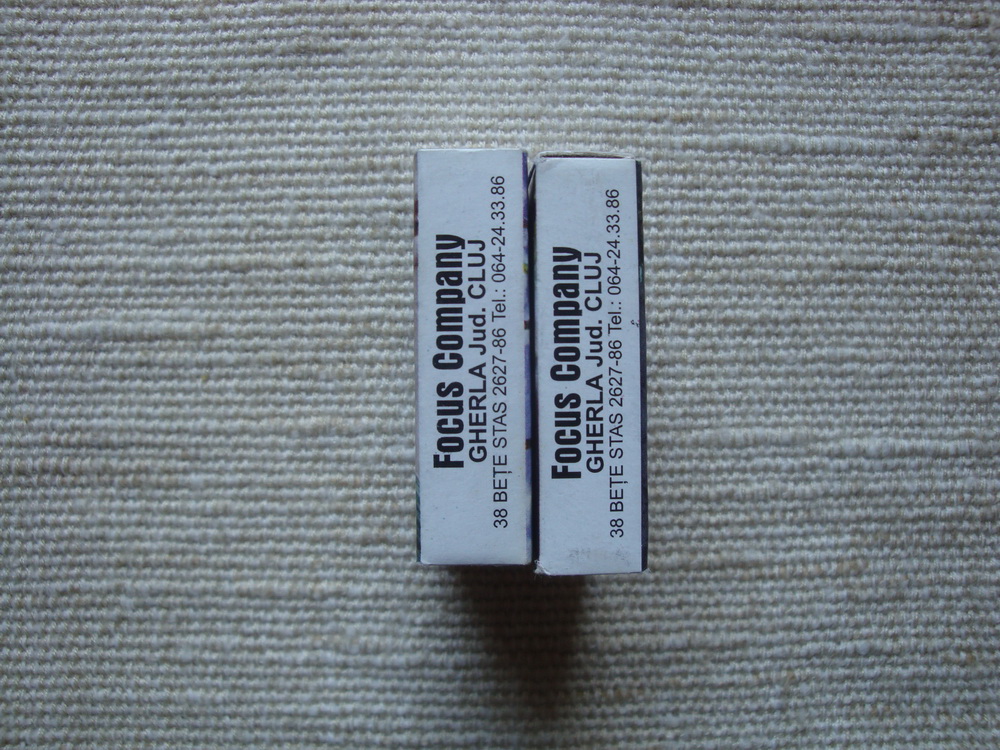 Focus Company
GHERLA Jud. CLUJ
38 BEȚE STAS 2627-86 Tel.: 064-24.33.86
Focus Company
GHERLA Jud. CLUJ
38 BEȚE STAS 2627-86 Tel.: 064-24.33.86